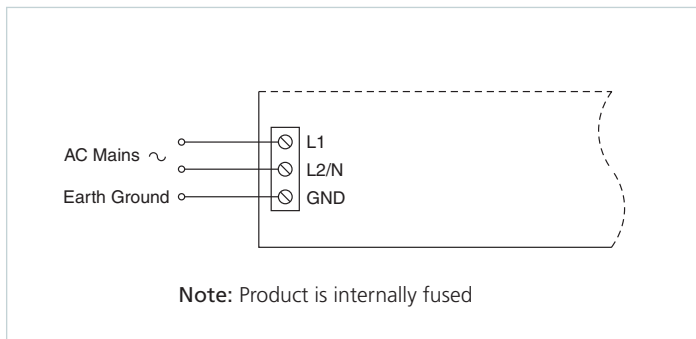 L1
AC Mains ~
L2/N
Earth Ground
GND
Note: Product is internally fused